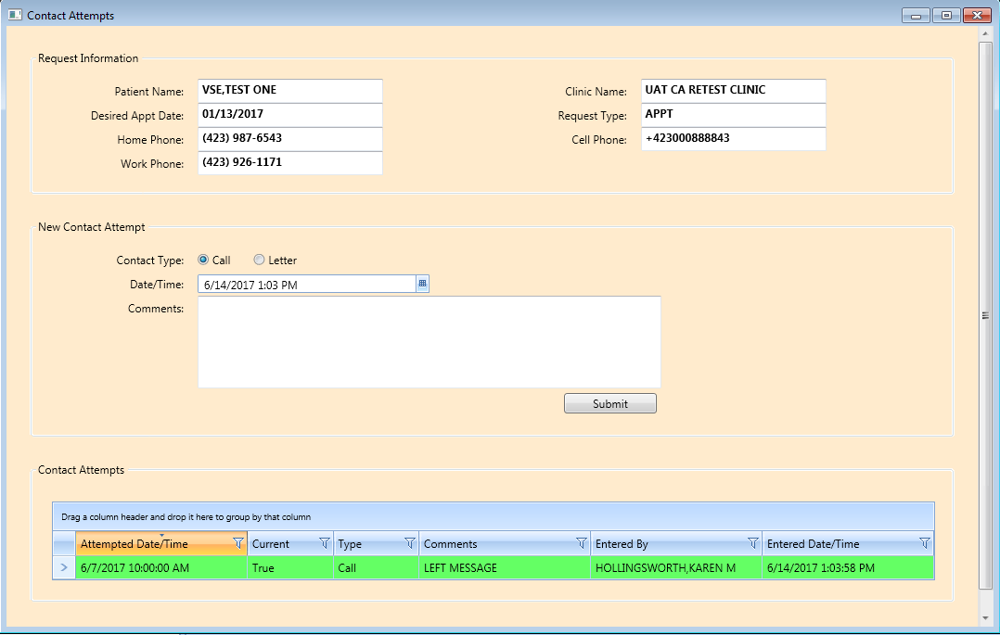 Contact Attempts
Request Information
Patient Name: VSE,TEST ONE Clinic Name: UAT CA RETEST CLINIC
Desired Appt Date: 01/13/2017 Request Type: APPT
Home Phone: (423) 987-6543 Cell Phone: +423000888843
Work Phone: (423) 926-1171
New Contact Attempt
Contact Type: Call Letter
Date/Time: 6/14/2017 1:03 PM
Comments:
Submit
Contact Attempts
Drag a column header and drop it here to group by that column
Attempted Date/Time Current Type Comments Entered By Entered Date/Time
> 6/7/2017 10:00:00 AM True Call LEFT MESSAGE HOLLINGSWORTH,KAREN M 6/14/2017 1:03:58 PM